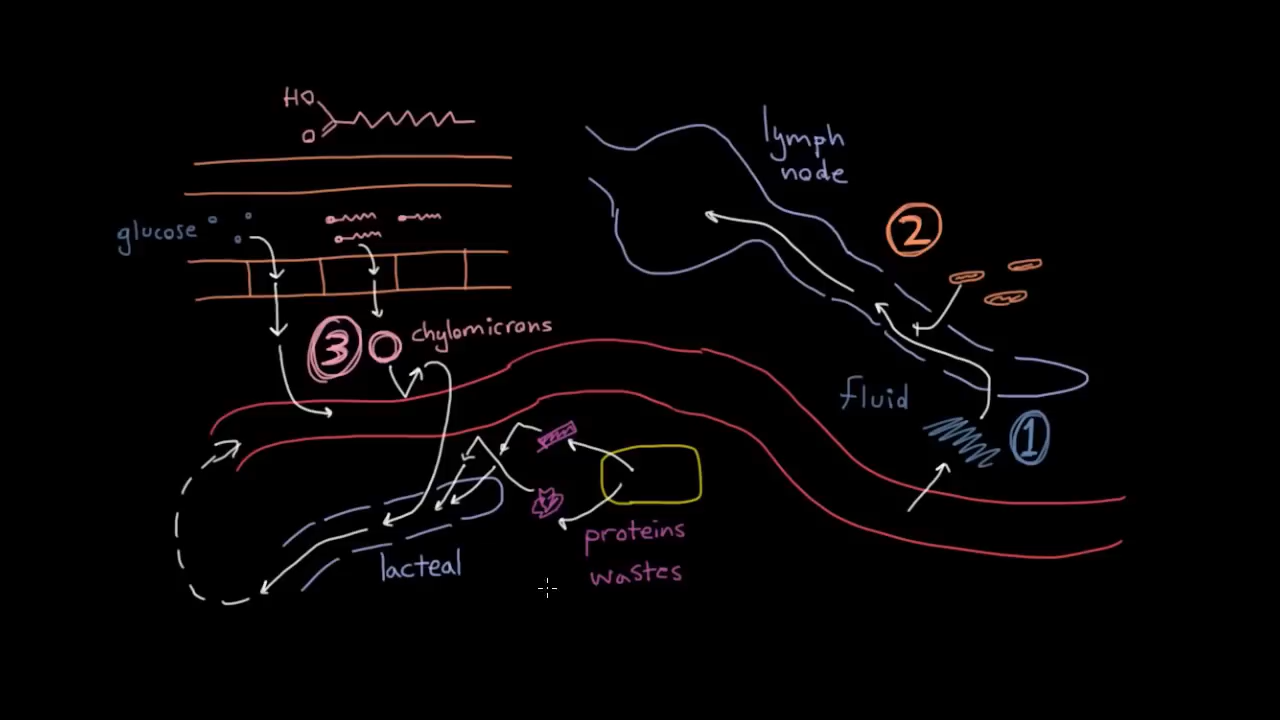 HO
O
lymph
node
glucose
2
3
chylomicrons
fluid
1
lacteal
proteins
wastes